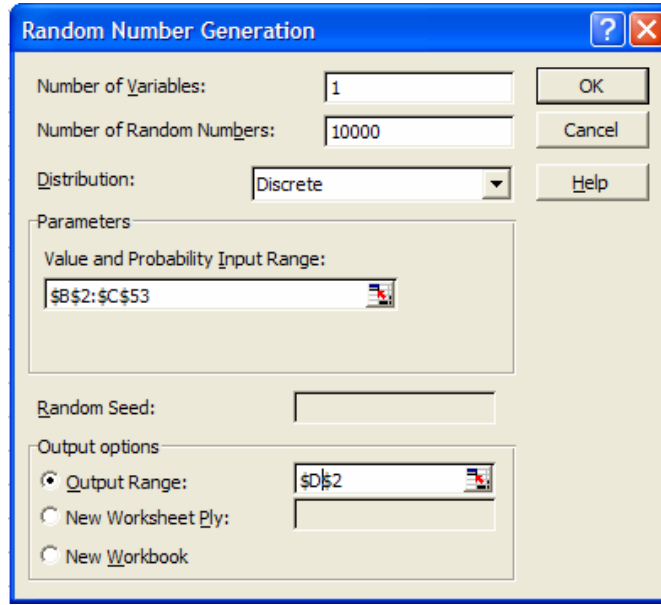 Random Number Generation
Number of Variables: 1 OK
Number of Random Numbers: 10000 Cancel
Distribution: Discrete Help
Parameters
Value and Probability Input Range:
$B$2:$C$53
Random Seed:
Output options
Output Range: $D$2
New Worksheet Ply:
New Workbook